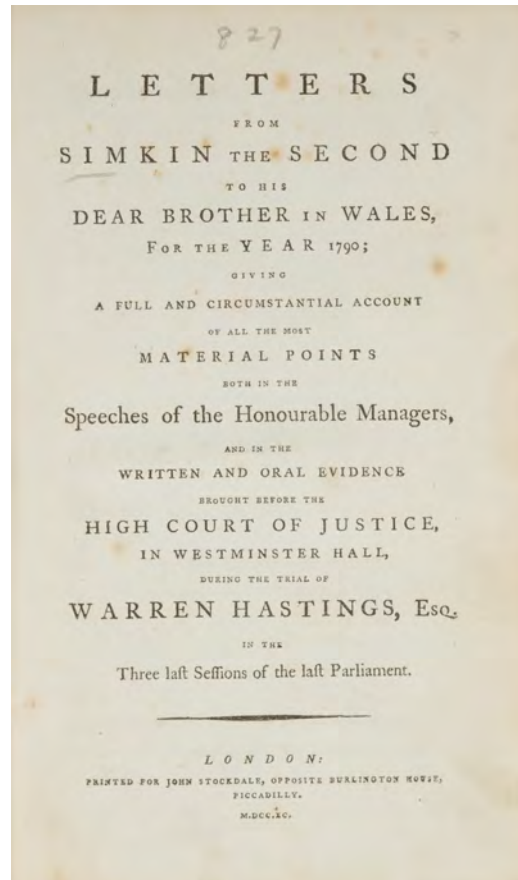 827
LETTERS
FROM
SIMKIN THE SECOND
TO HIS
DEAR BROTHER IN WALES,
FOR THE YEAR 1790;
GIVING
A FULL AND CIRCUMSTANTIAL ACCOUNT
OF ALL THE MOST
MATERIAL POINTS
BOTH IN THE
Speeches of the Honourable Managers,
AND IN THE
WRITTEN AND ORAL EVIDENCE
BROUGHT BEFORE THE
HIGH COURT OF JUSTICE,
IN WESTMINSTER HALL,
DURING THE TRIAL OF
WARREN HASTINGS, Esq.
IN THE
Three laſt Seſſions of the laſt Parliament.
LONDON:
PRINTED FOR JOHN STOCKDALE, OPPOSITE BURLINGTON HOUSE,
PICCADILLY.
M.DCC.XC.